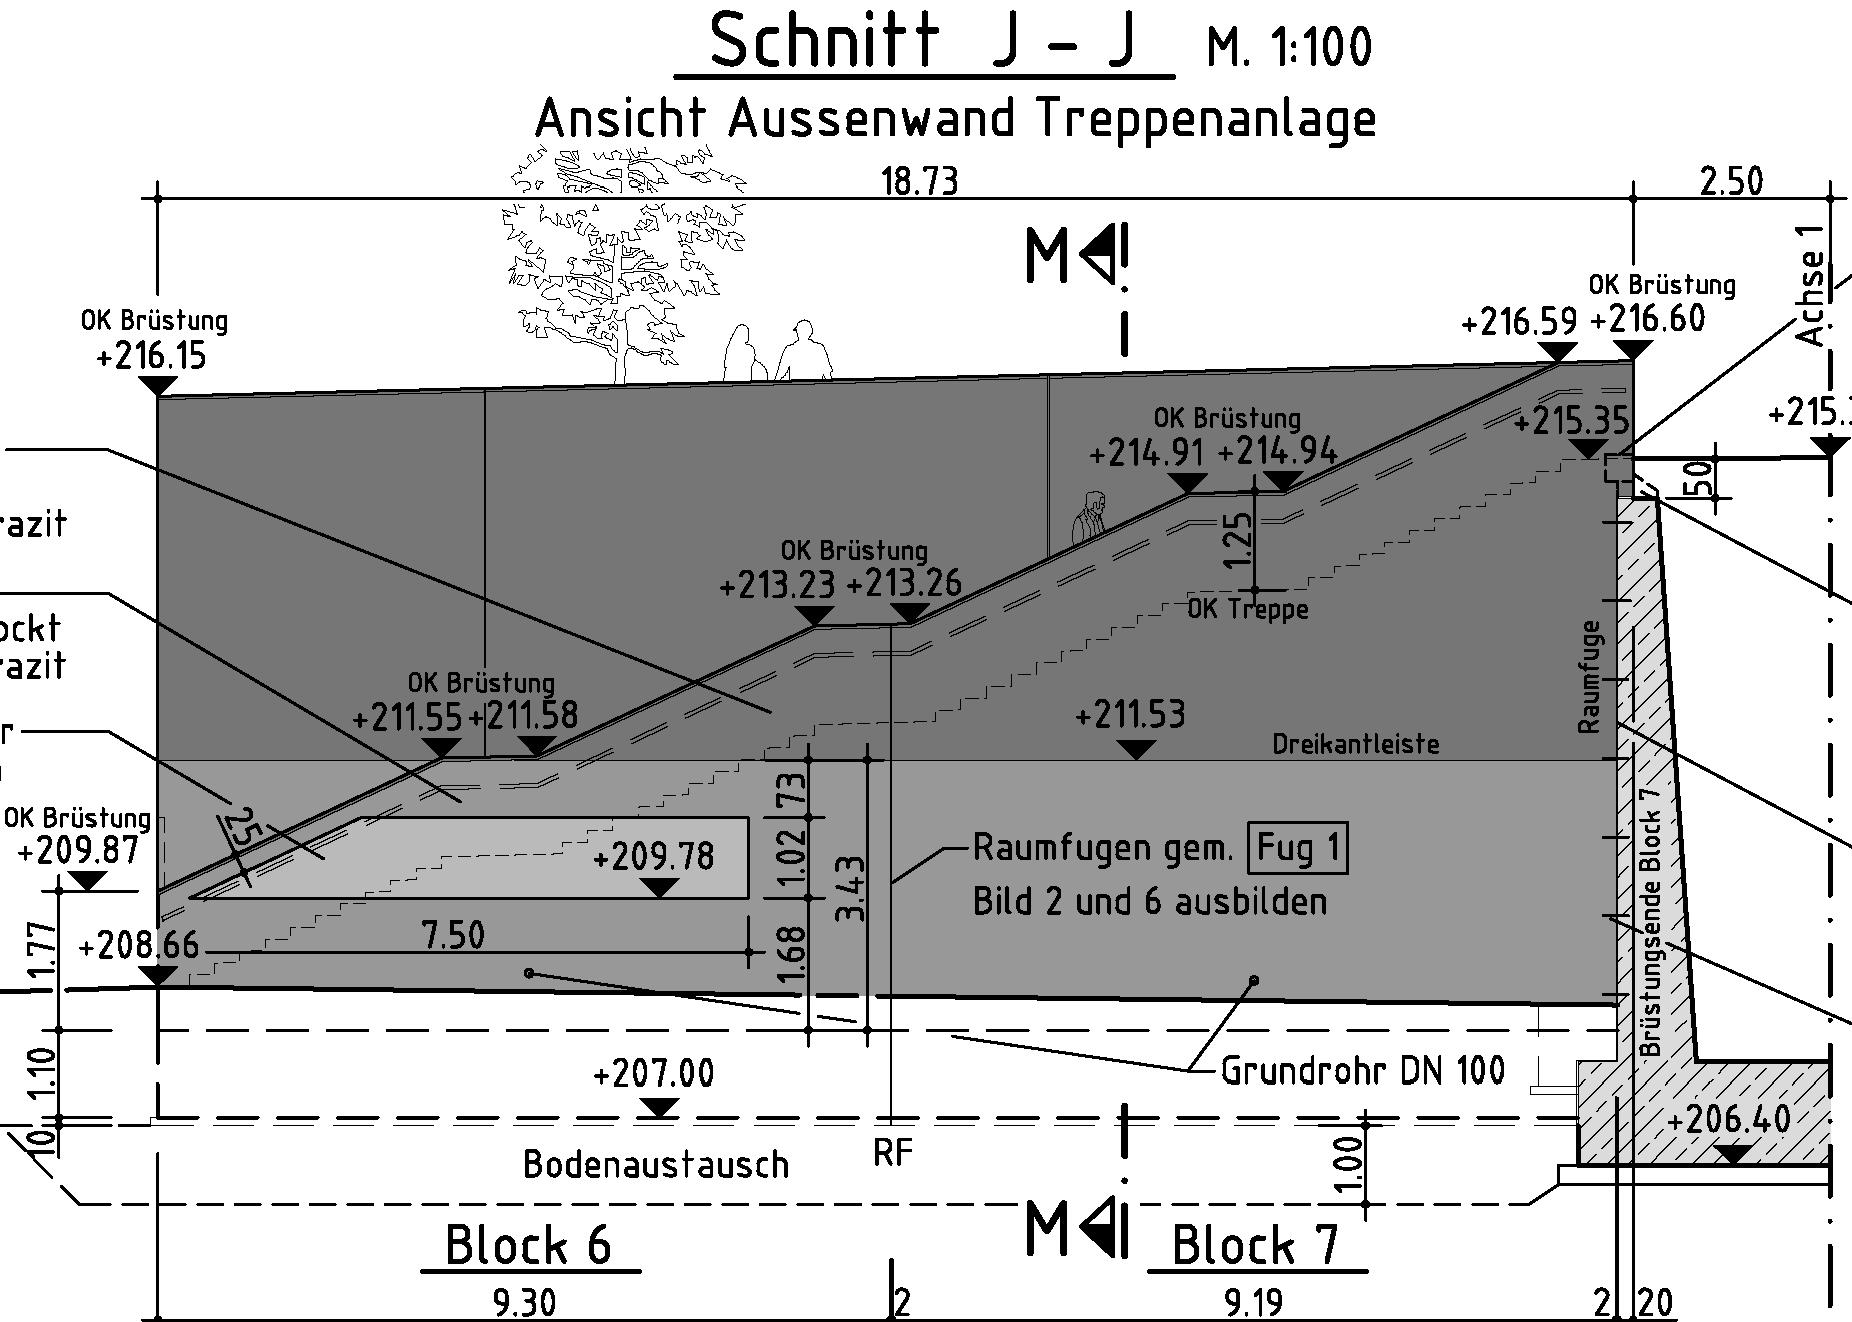 Schnitt J - J M. 1:100
Ansicht Aussenwand Treppenanlage
18.73
2.50
M
Achse 1
OK Brüstung
+216.15
OK Brüstung
+216.59 +216.60
+215.35
50
OK Brüstung
+214.91 +214.94
1.25
OK Treppe
razit
OK Brüstung
+213.23 +213.26
ockt
razit
Raumfuge
OK Brüstung
+211.55 +211.58
+211.53
Dreikantleiste
r
OK Brüstung
+209.87
25
73
1.02
3.43
1.68
+209.78
Raumfugen gem. Fug 1
Bild 2 und 6 ausbilden
Brüstungsende Block 7
1.77
+208.66
7.50
1.10
10
+207.00
Grundrohr DN 100
+206.40
Bodenaustausch
RF
1.00
M
Block 6
Block 7
9.30
2
9.19
2
20